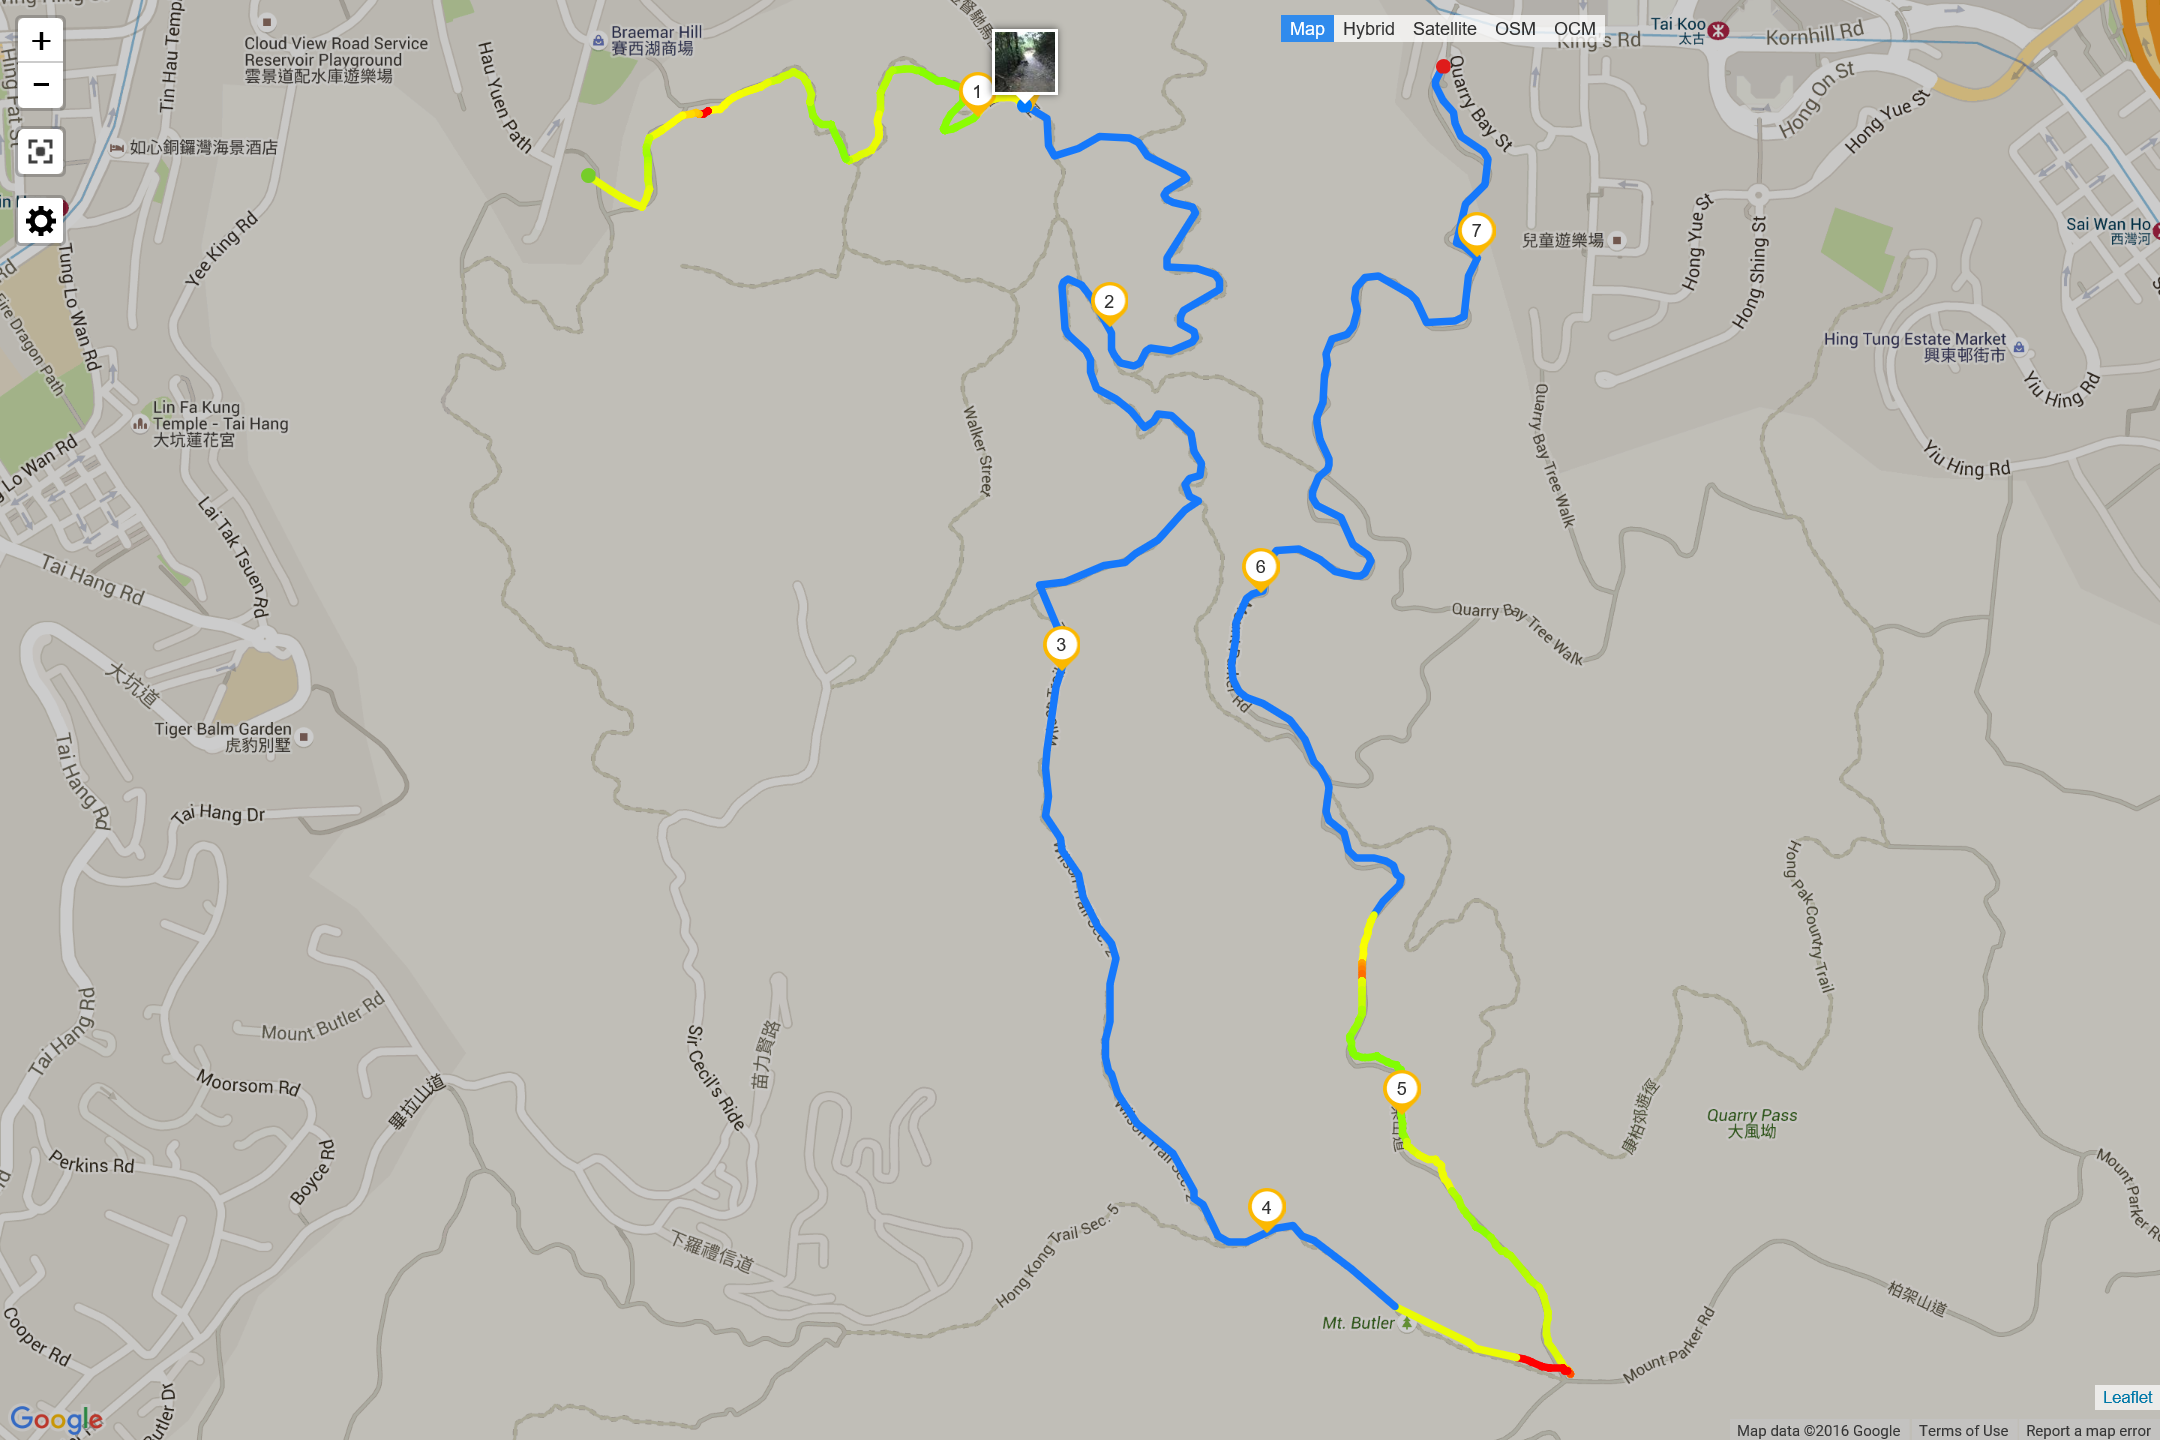 +
−
Map Hybrid Satellite OSM OCM
Cloud View Road Service
Reservoir Playground
雲景道配水庫遊樂場
Braemar Hill
賽西湖商場
Tin Hau Temp
Hau Yuen Path
如心銅鑼灣海景酒店
Yee King Rd
Tung Lo Wan Rd
Fire Dragon Path
Lin Fa Kung
Temple - Tai Hang
大坑蓮花宮
Lo Wan Rd
Lai Tak Tsuen Rd
Tai Hang Rd
大坑道
Tiger Balm Garden
虎豹別墅
Tai Hang Rd
Tai Hang Dr
Tai Hang Rd
Mount Butler Rd
Moorsom Rd
畢拉山道
Perkins Rd
Boyce Rd
Cooper Rd
Butler Dr
Sir Cecil's Ride
苗力賢路
下羅禮信道
Hong Kong Trail Sec. 5
Walker Street
Wilson Trail Sec. 2
Wilson Trail Sec. 2
1
2
3
4
5
6
7
Mt. Butler
Mount Parker Rd
柏架山道
Mount Parker Rd
Quarry Pass
大風坳
康柏郊遊徑
Hong Pak Country Trail
Quarry Bay Tree Walk
Quarry Bay Tree Walk
Quarry Bay St
King's Rd
Tai Koo
太古
Kornhill Rd
Hong On St
Hong Yue St
Hong Yue St
Hong Shing St
兒童遊樂場
Sai Wan Ho
西灣河
Hing Tung Estate Market
興東邨街市
Yiu Hing Rd
Yiu Hing Rd
Google
Leaflet
Map data ©2016 Google
Terms of Use
Report a map error